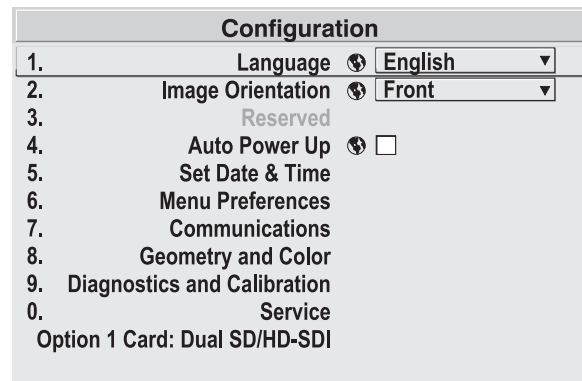 Configuration
1. Language English
2. Image Orientation Front
3. Reserved
4. Auto Power Up
5. Set Date & Time
6. Menu Preferences
7. Communications
8. Geometry and Color
9. Diagnostics and Calibration
0. Service
Option 1 Card: Dual SD/HD-SDI